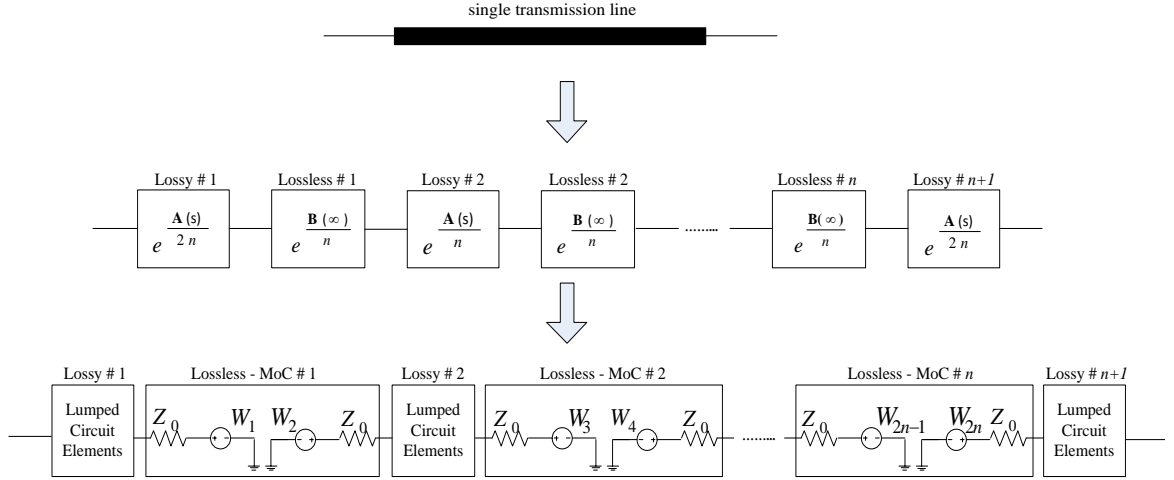 single transmission line
Lossy # 1 Lossless # 1 Lossy # 2 Lossless # 2 Lossless # n Lossy # n+1
e A(s) / 2n e B(∞) / n e A(s) / n e B(∞) / n ......... e B(∞) / n e A(s) / 2n
Lossy # 1 Lossless - MoC # 1 Lossy # 2 Lossless - MoC # 2 Lossless - MoC # n Lossy # n+1
Lumped Circuit Elements Z0 W1 W2 Z0 Lumped Circuit Elements Z0 W3 W4 Z0 ......... Z0 W2n−1 W2n Z0 Lumped Circuit Elements
- + + - - + + - - + + -